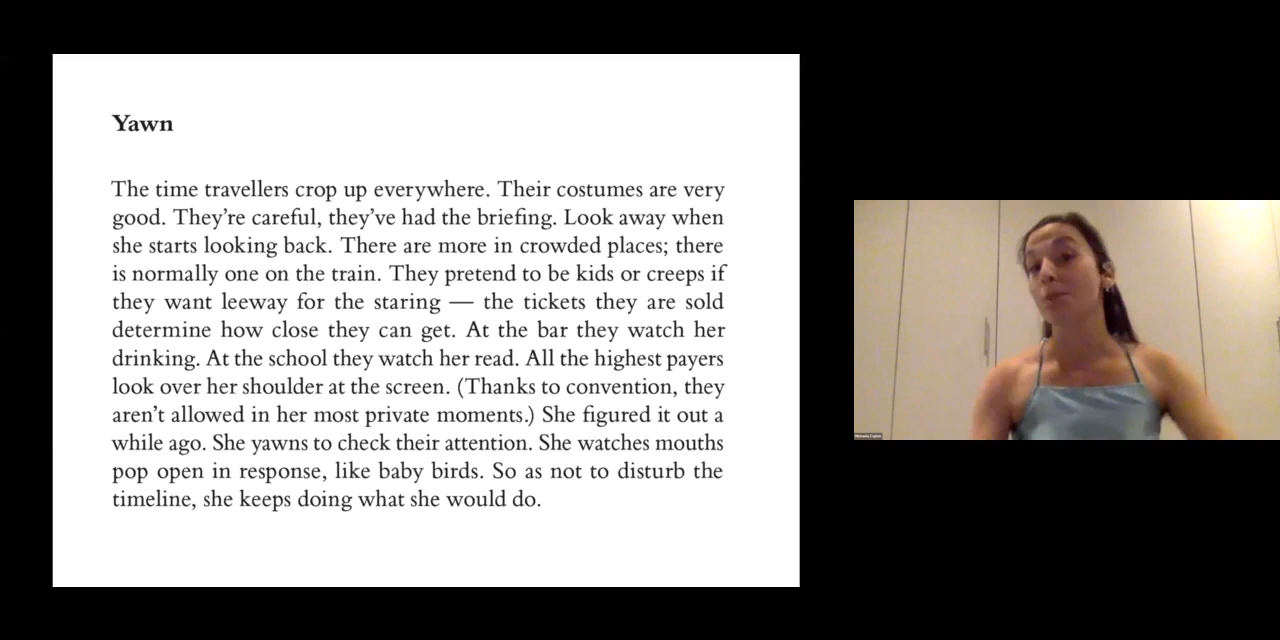 Yawn
The time travellers crop up everywhere. Their costumes are very
good. They’re careful, they’ve had the briefing. Look away when
she starts looking back. There are more in crowded places; there
is normally one on the train. They pretend to be kids or creeps if
they want leeway for the staring — the tickets they are sold
determine how close they can get. At the bar they watch her
drinking. At the school they watch her read. All the highest payers
look over her shoulder at the screen. (Thanks to convention, they
aren’t allowed in her most private moments.) She figured it out a
while ago. She yawns to check their attention. She watches mouths
pop open in response, like baby birds. So as not to disturb the
timeline, she keeps doing what she would do.